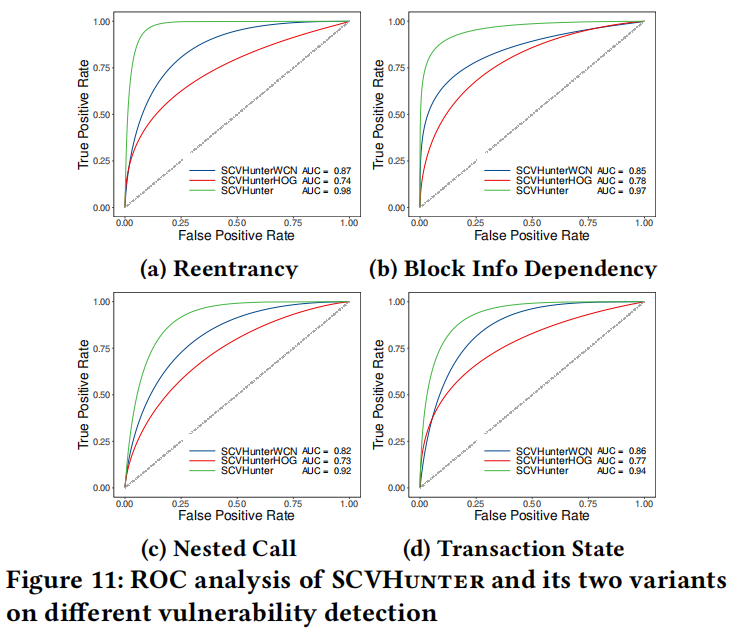 1.00
0.75
0.50
0.25
0.00
True Positive Rate
SCVHunterWCN AUC = 0.87
SCVHunterHOG AUC = 0.74
SCVHunter AUC = 0.98
0.00 0.25 0.50 0.75 1.00
False Positive Rate
(a) Reentrancy
1.00
0.75
0.50
0.25
0.00
True Positive Rate
SCVHunterWCN AUC = 0.85
SCVHunterHOG AUC = 0.78
SCVHunter AUC = 0.97
0.00 0.25 0.50 0.75 1.00
False Positive Rate
(b) Block Info Dependency
1.00
0.75
0.50
0.25
0.00
True Positive Rate
SCVHunterWCN AUC = 0.82
SCVHunterHOG AUC = 0.73
SCVHunter AUC = 0.92
0.00 0.25 0.50 0.75 1.00
False Positive Rate
(c) Nested Call
1.00
0.75
0.50
0.25
0.00
True Positive Rate
SCVHunterWCN AUC = 0.86
SCVHunterHOG AUC = 0.77
SCVHunter AUC = 0.94
0.00 0.25 0.50 0.75 1.00
False Positive Rate
(d) Transaction State
Figure 11: ROC analysis of SCVHUNTER and its two variants
on different vulnerability detection